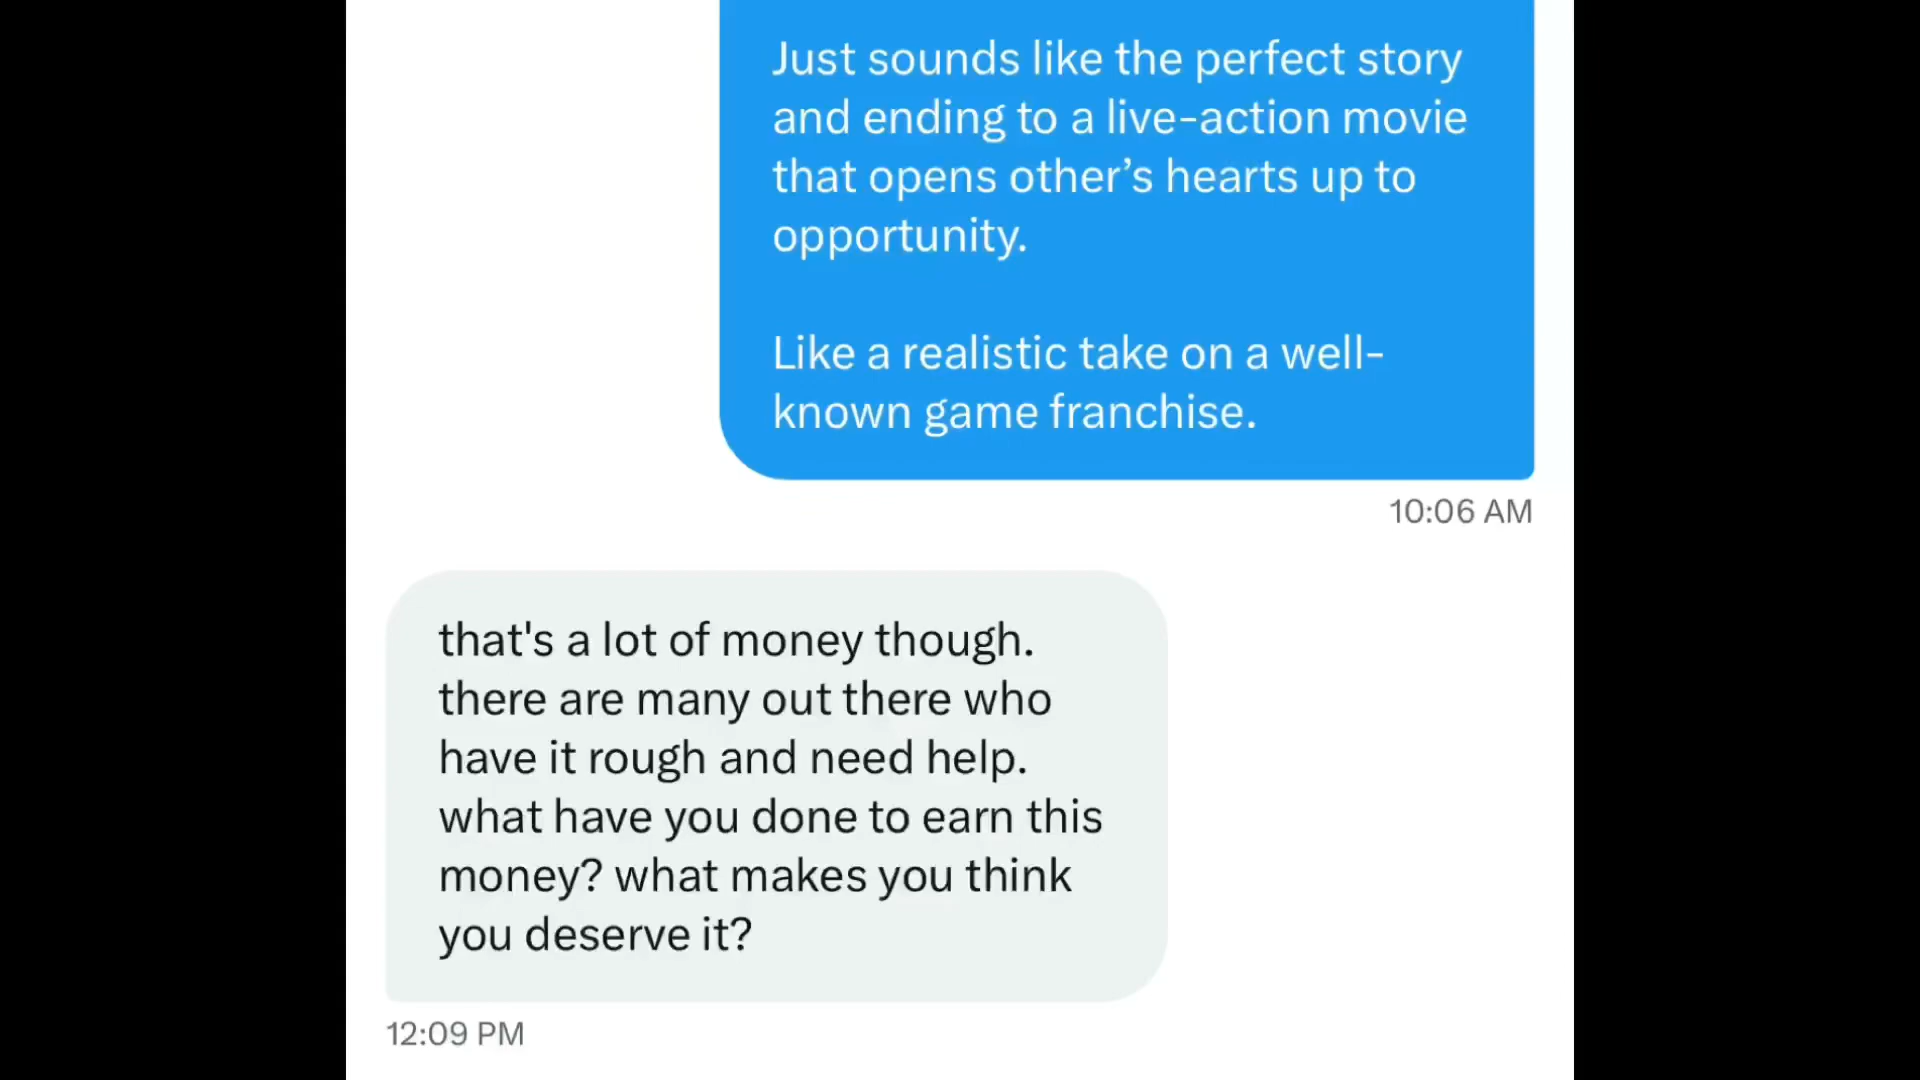 Just sounds like the perfect story
and ending to a live-action movie
that opens other’s hearts up to
opportunity.
Like a realistic take on a well-
known game franchise.
10:06 AM
that's a lot of money though.
there are many out there who
have it rough and need help.
what have you done to earn this
money? what makes you think
you deserve it?
12:09 PM